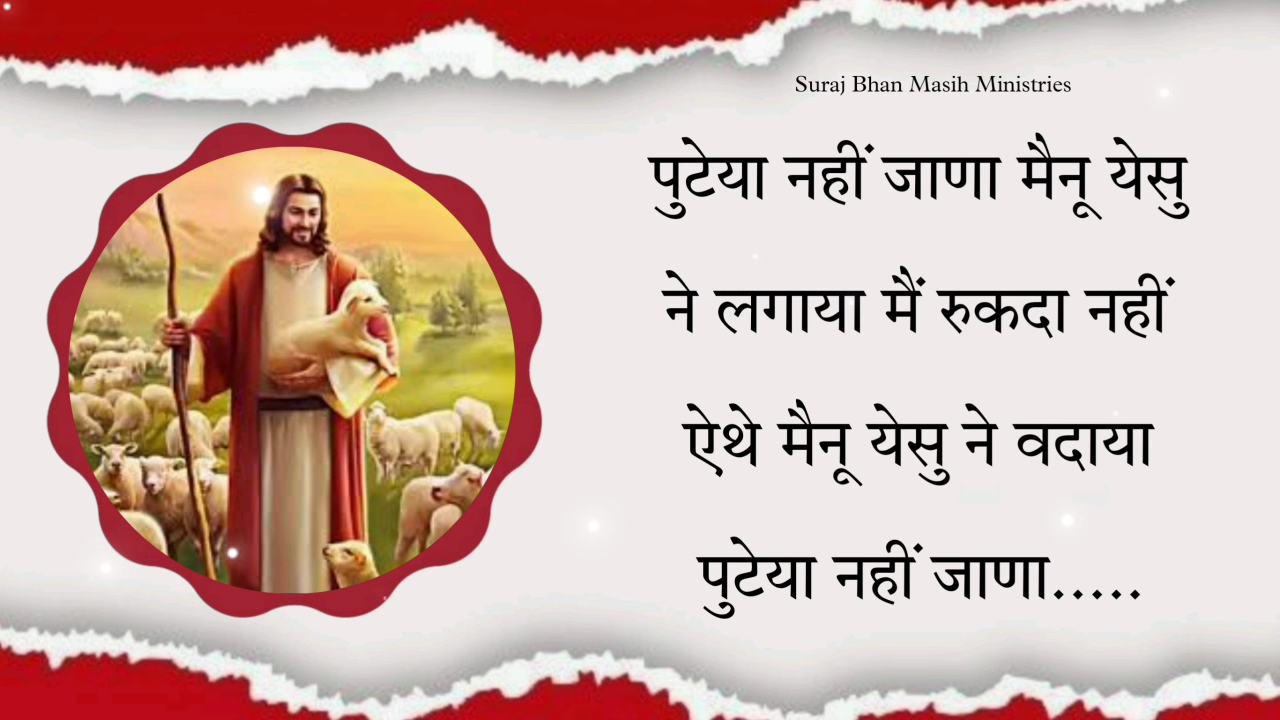 Suraj Bhan Masih Ministries
पुटेया नहीं जाणा मैनू येसु
ने लगाया मैं रुकदा नहीं
ऐथे मैनू येसु ने वदाया
पुटेया नहीं जाणा.....